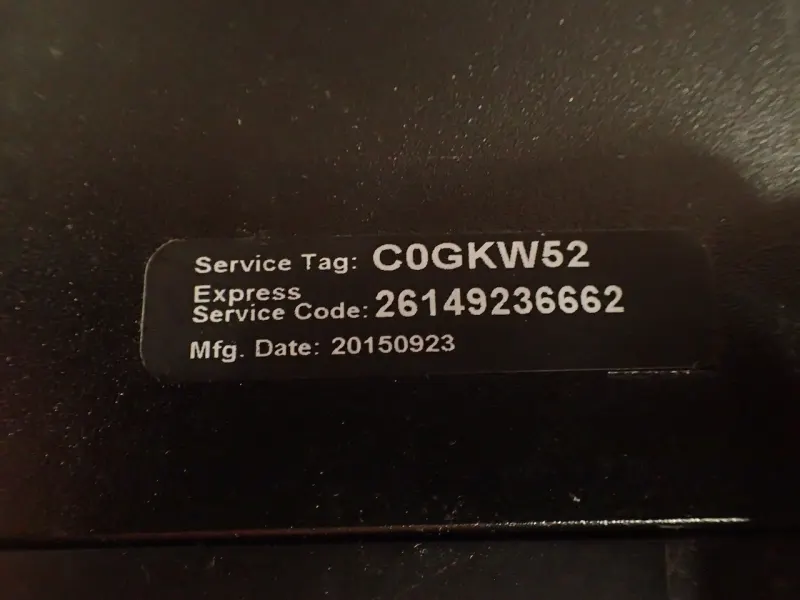 Service Tag: C0GKW52
Express
Service Code: 26149236662
Mfg. Date: 20150923